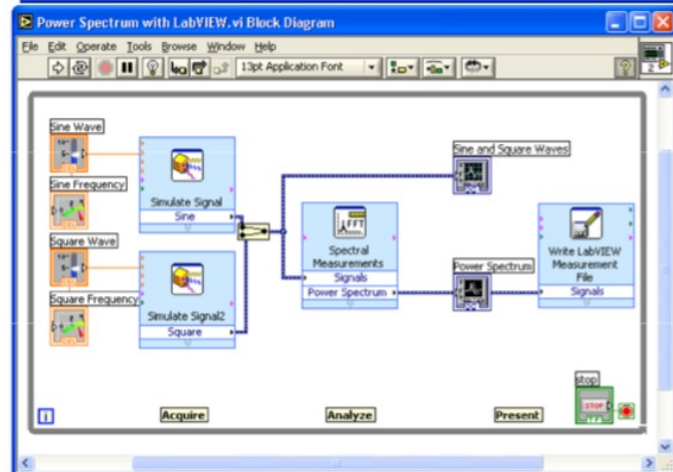 Power Spectrum with LabVIEW.vi Block Diagram
File Edit Operate Tools Browse Window Help
13pt Application Font
2
Sine Wave
Sine Frequency
Simulate Signal
Sine
Square Wave
Square Frequency
Simulate Signal2
Square
Sine and Square Waves
FFT
Spectral
Measurements
Signals
Power Spectrum
Power Spectrum
Write LabVIEW
Measurement
File
Signals
stop
STOP
i
Acquire
Analyze
Present